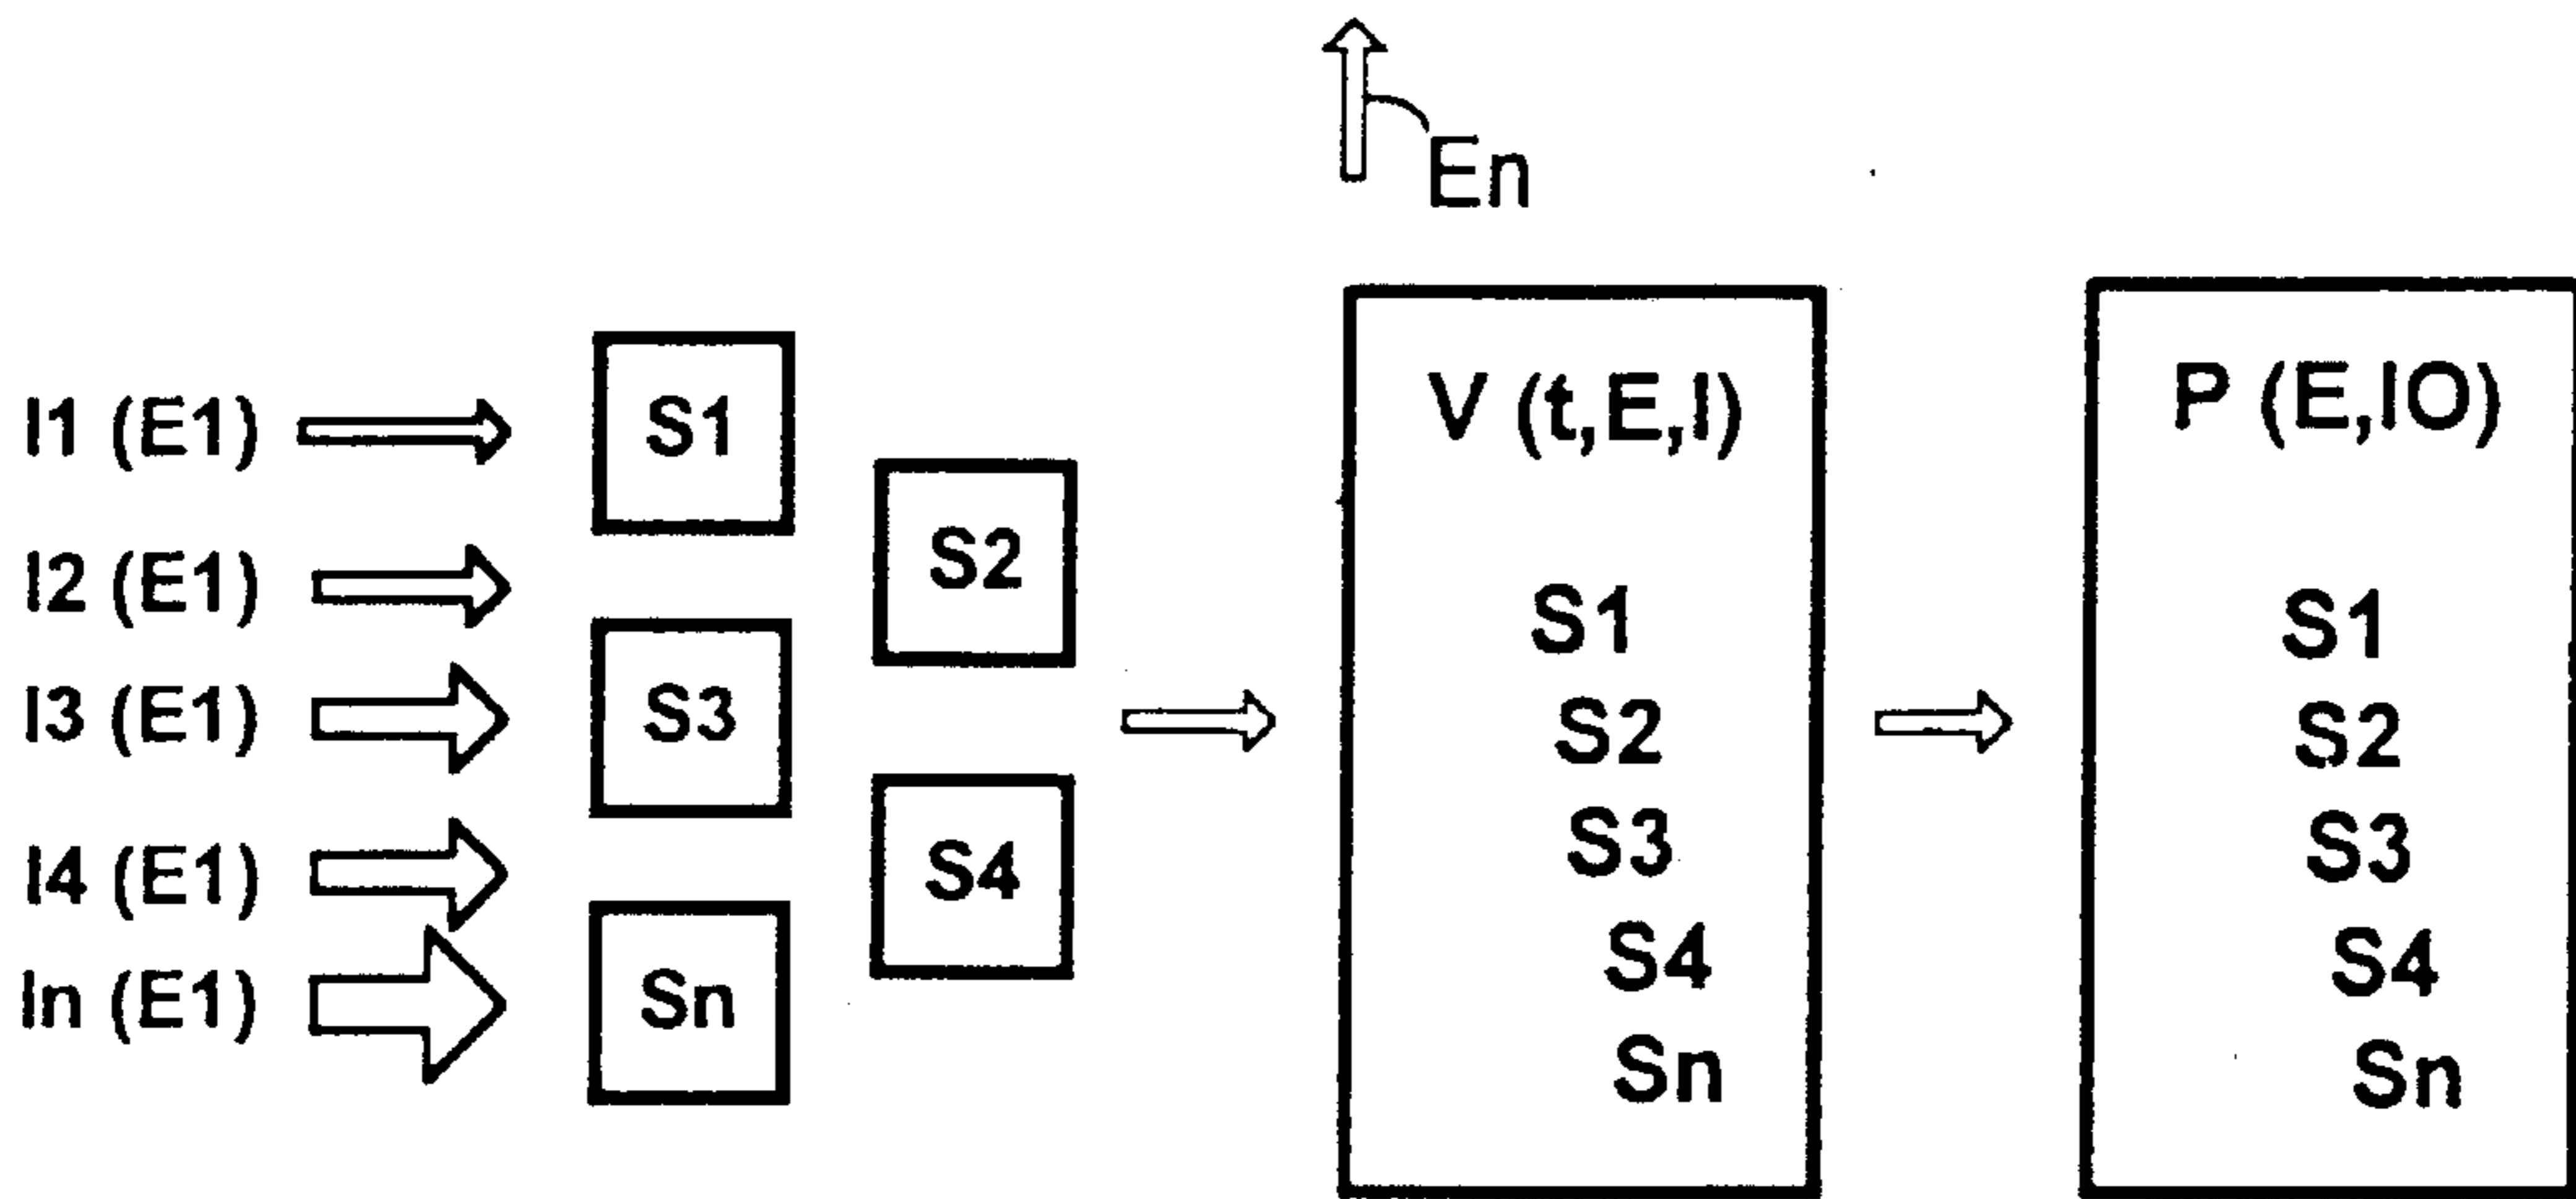 En
I1 (E1)
I2 (E1)
I3 (E1)
I4 (E1)
In (E1)
S1
S3
Sn
S2
S4
V (t,E,I)
S1
S2
S3
S4
Sn
P (E,IO)
S1
S2
S3
S4
Sn